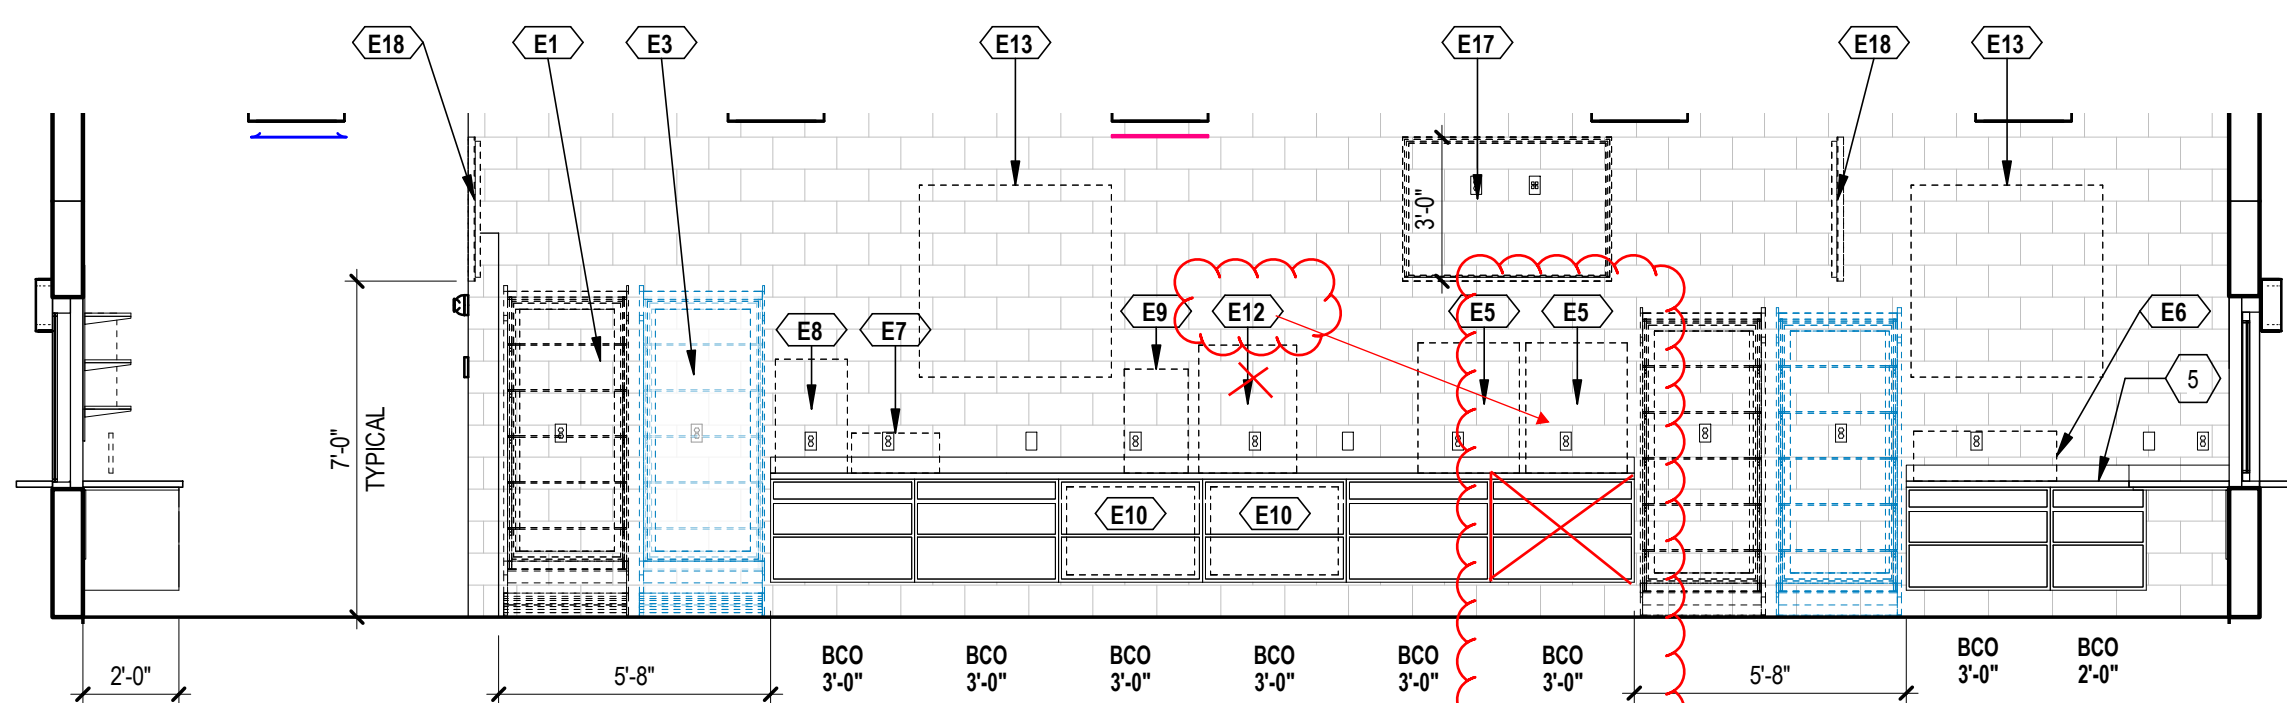 E18
E1
E3
E13
E17
E18
E13
3'-0"
E8
E7
E9
E12
E5
E5
E6
5
7'-0"
TYPICAL
E10
E10
2'-0"
5'-8"
BCO
3'-0"
BCO
3'-0"
BCO
3'-0"
BCO
3'-0"
BCO
3'-0"
BCO
3'-0"
5'-8"
BCO
3'-0"
BCO
2'-0"